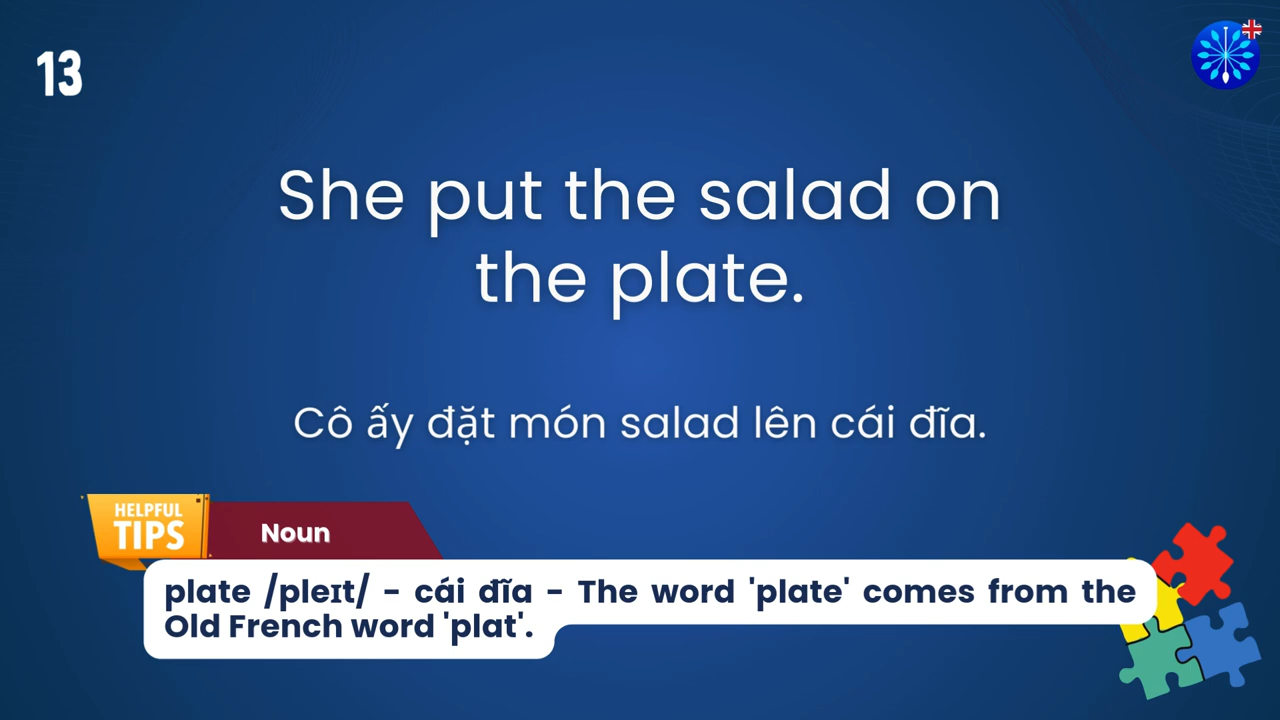 13
She put the salad on
the plate.
Cô ấy đặt món salad lên cái đĩa.
HELPFUL
TIPS
Noun
plate /pleɪt/ - cái đĩa - The word 'plate' comes from the
Old French word 'plat'.